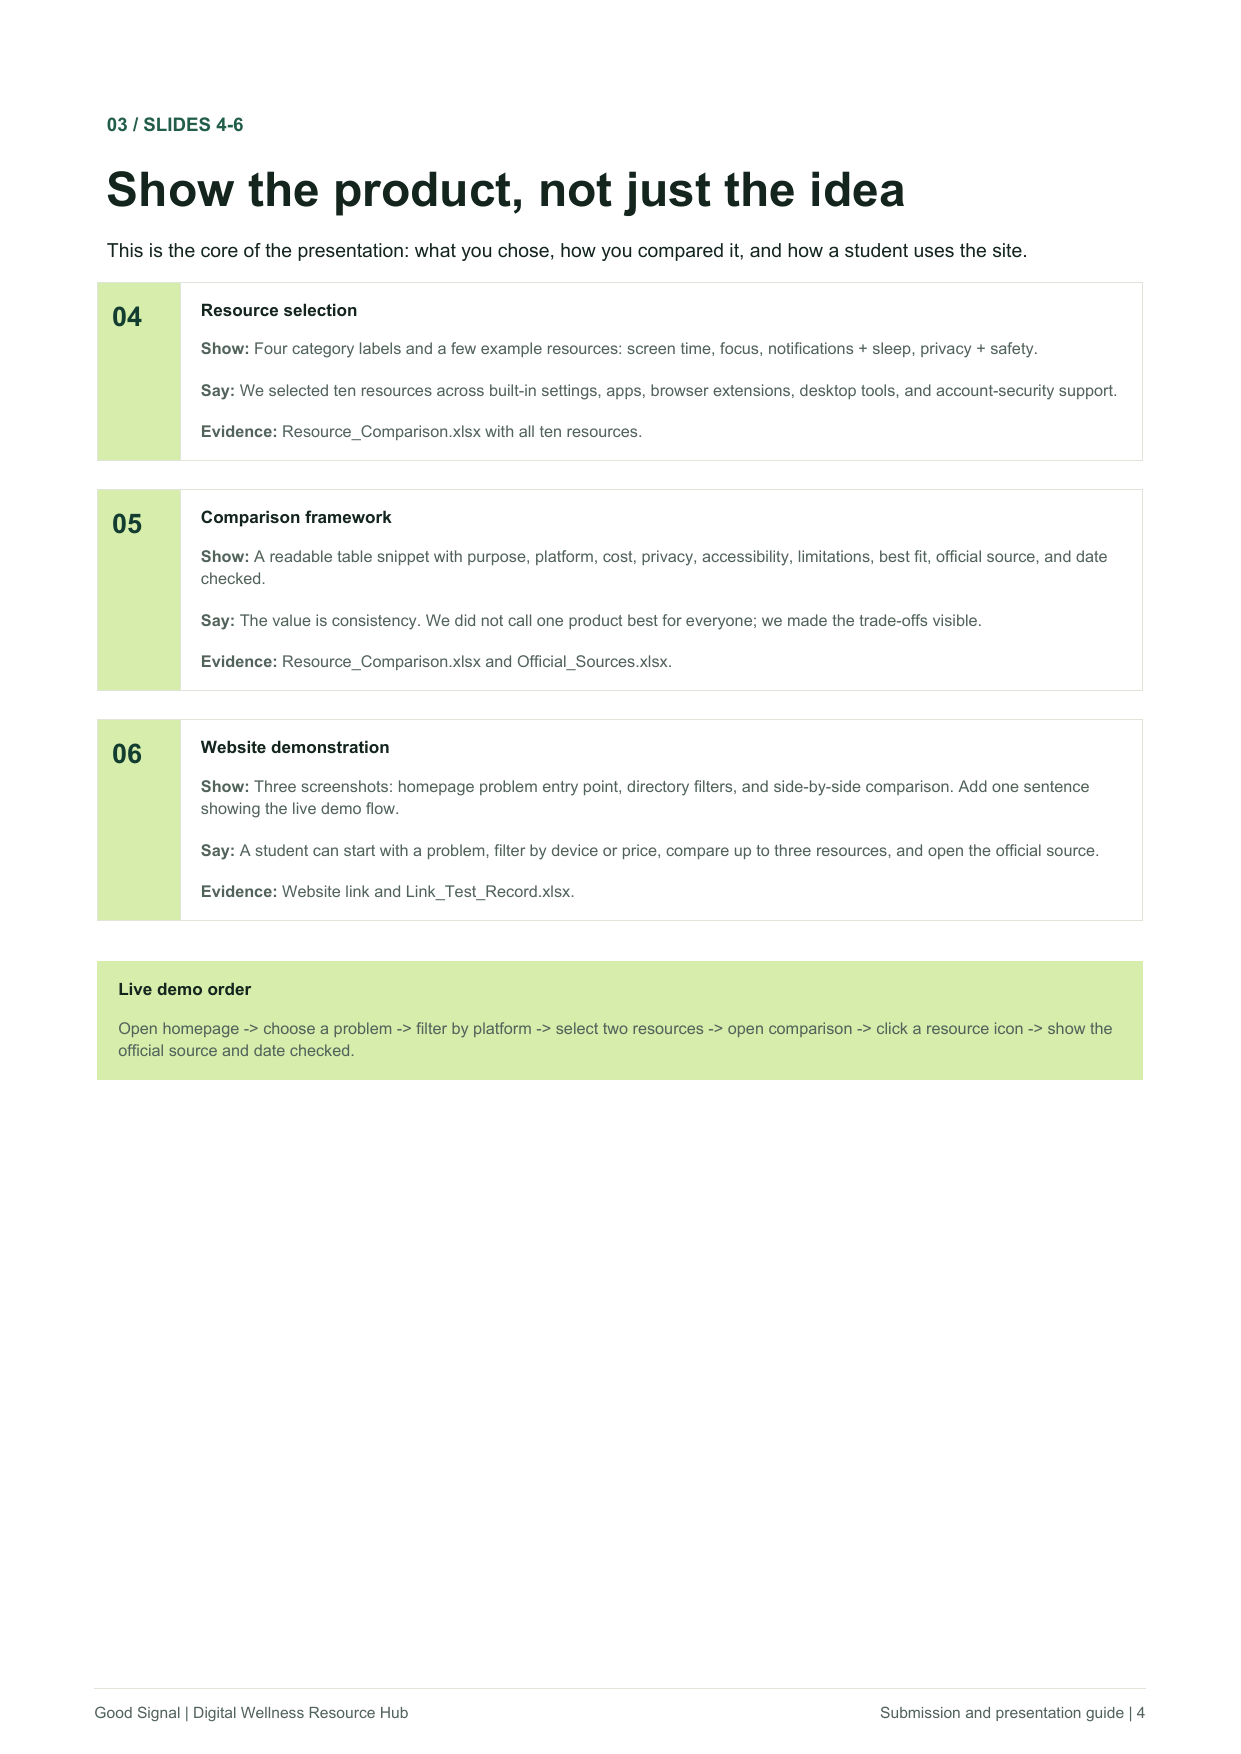 03 / SLIDES 4-6
Show the product, not just the idea
This is the core of the presentation: what you chose, how you compared it, and how a student uses the site.
04
Resource selection
Show: Four category labels and a few example resources: screen time, focus, notifications + sleep, privacy + safety.
Say: We selected ten resources across built-in settings, apps, browser extensions, desktop tools, and account-security support.
Evidence: Resource_Comparison.xlsx with all ten resources.
05
Comparison framework
Show: A readable table snippet with purpose, platform, cost, privacy, accessibility, limitations, best fit, official source, and date
checked.
Say: The value is consistency. We did not call one product best for everyone; we made the trade-offs visible.
Evidence: Resource_Comparison.xlsx and Official_Sources.xlsx.
06
Website demonstration
Show: Three screenshots: homepage problem entry point, directory filters, and side-by-side comparison. Add one sentence
showing the live demo flow.
Say: A student can start with a problem, filter by device or price, compare up to three resources, and open the official source.
Evidence: Website link and Link_Test_Record.xlsx.
Live demo order
Open homepage -> choose a problem -> filter by platform -> select two resources -> open comparison -> click a resource icon -> show the
official source and date checked.
Good Signal | Digital Wellness Resource Hub
Submission and presentation guide | 4